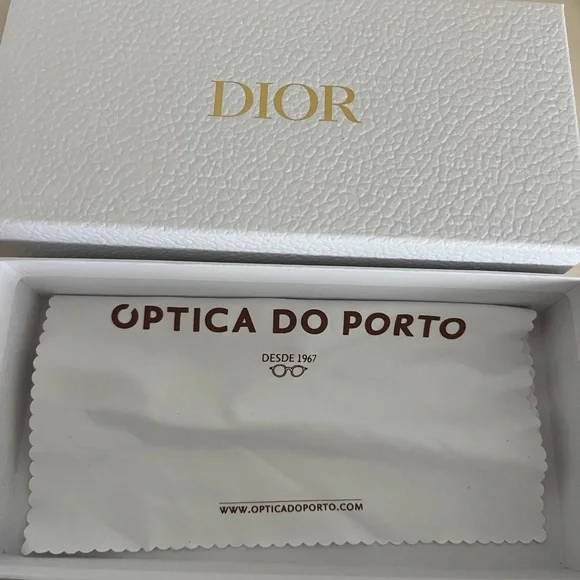 DIOR
OPTICA DO PORTO
DESDE 1967
WWW.OPTICADOPORTO.COM